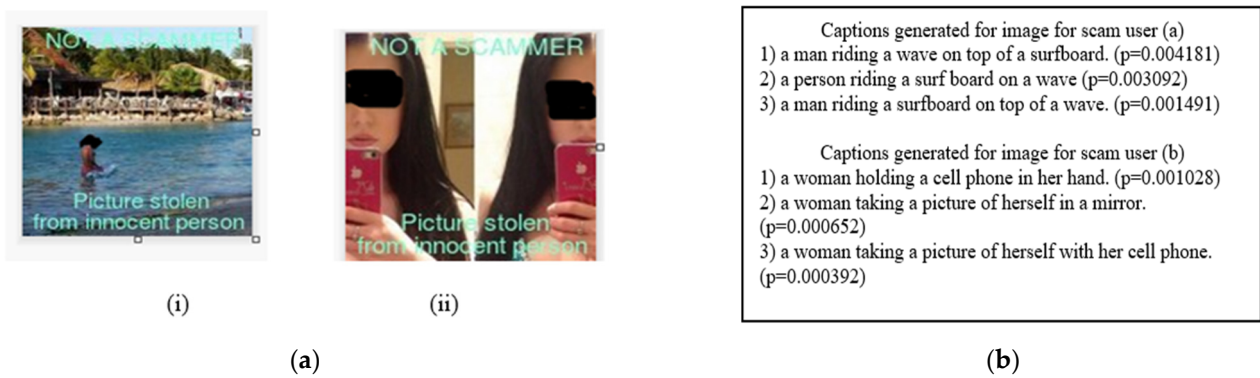 NOT A SCAMMER
Picture stolen
from innocent person
(i)
NOT A SCAMMER
Picture stolen
from innocent person
(ii)
(a)
Captions generated for image for scam user (a)
1) a man riding a wave on top of a surfboard. (p=0.004181)
2) a person riding a surf board on a wave (p=0.003092)
3) a man riding a surfboard on top of a wave. (p=0.001491)
Captions generated for image for scam user (b)
1) a woman holding a cell phone in her hand. (p=0.001028)
2) a woman taking a picture of herself in a mirror.
(p=0.000652)
3) a woman taking a picture of herself with her cell phone.
(p=0.000392)
(b)